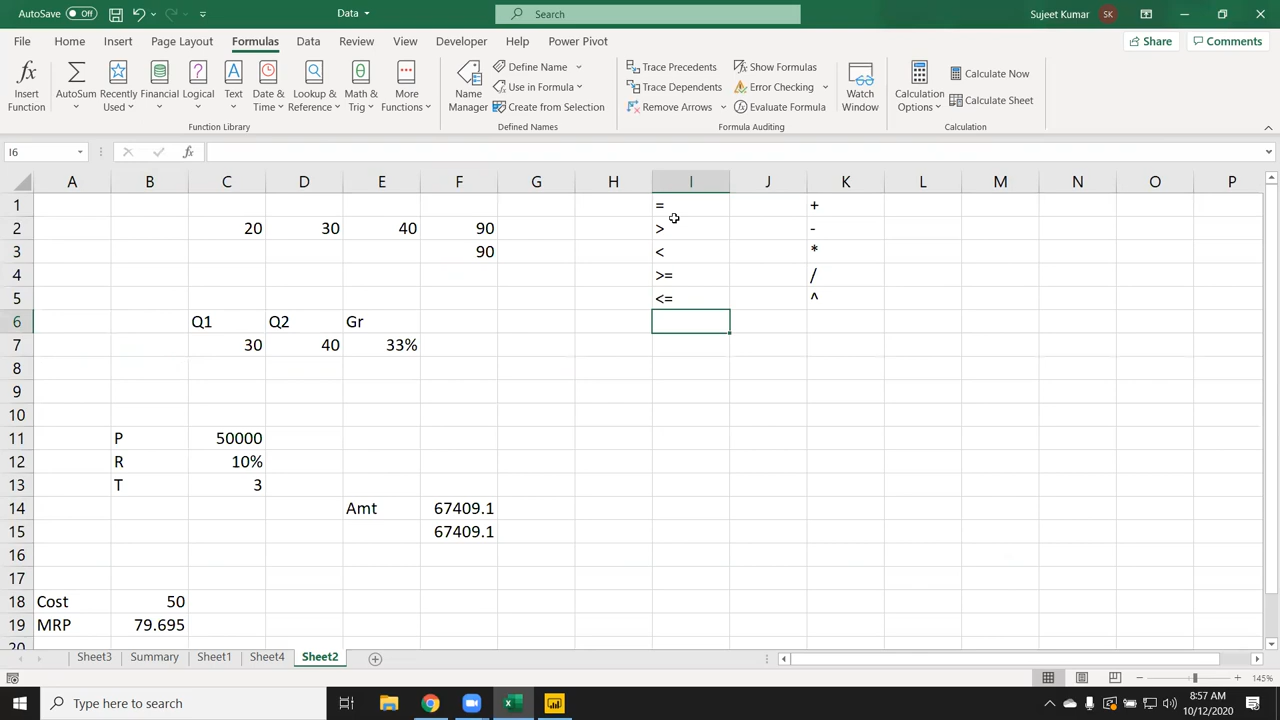 AutoSave Off Data Search Sujeet Kumar SK
File Home Insert Page Layout Formulas Data Review View Developer Help Power Pivot Share Comments
Insert Function AutoSum Recently Used Financial Logical Text Date & Time Lookup & Reference Math & Trig More Functions
Function Library
Name Manager Define Name Use in Formula Create from Selection
Defined Names
Trace Precedents Show Formulas
Trace Dependents Error Checking
Remove Arrows Evaluate Formula
Formula Auditing
Watch Window
Calculation Options Calculate Now Calculate Sheet
Calculation
I6 fx
A B C D E F G H I J K L M N O P
1 = +
2 20 30 40 90 > -
3 90 < *
4 >= /
5 <= ^
6 Q1 Q2 Gr
7 30 40 33%
8
9
10
11 P 50000
12 R 10%
13 T 3
14 Amt 67409.1
15 67409.1
16
17
18 Cost 50
19 MRP 79.695
20
Sheet3 Summary Sheet1 Sheet4 Sheet2
145%
Type here to search
8:57 AM
10/12/2020